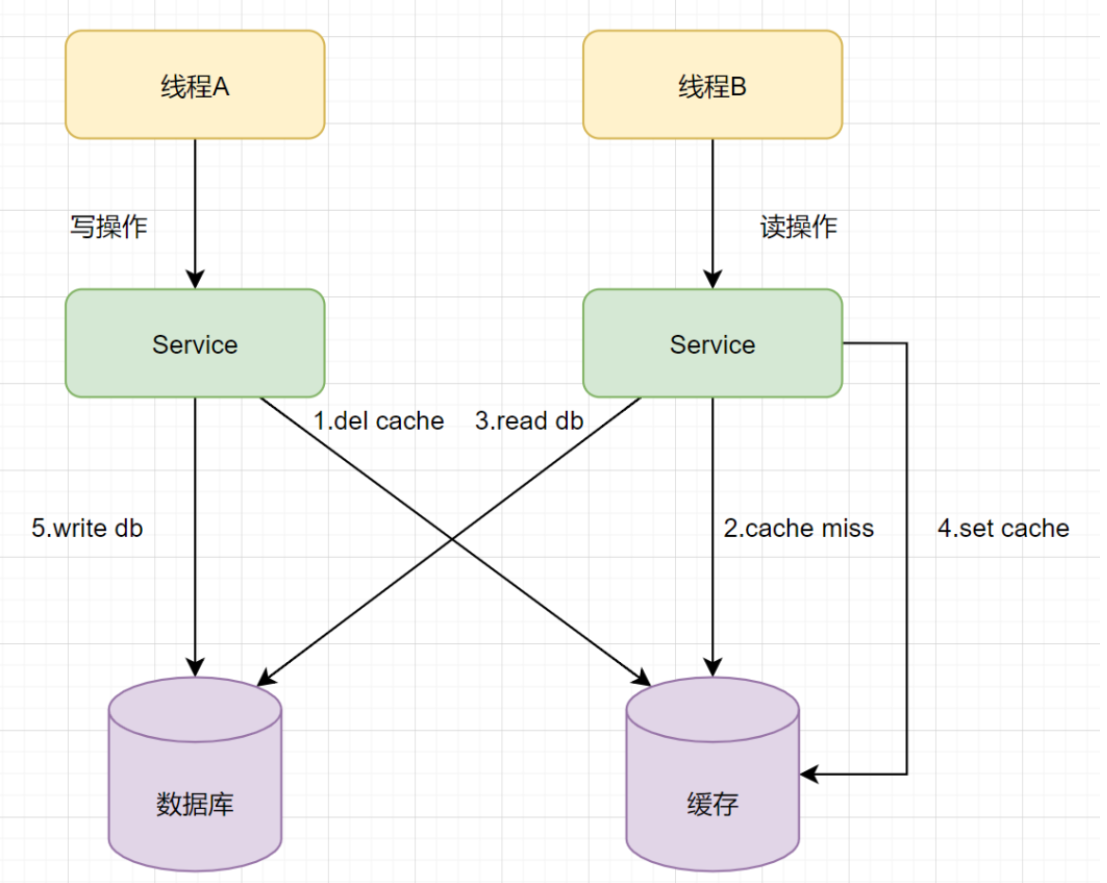 线程A
线程B
写操作
读操作
Service
Service
1.del cache
3.read db
5.write db
2.cache miss
4.set cache
数据库
缓存